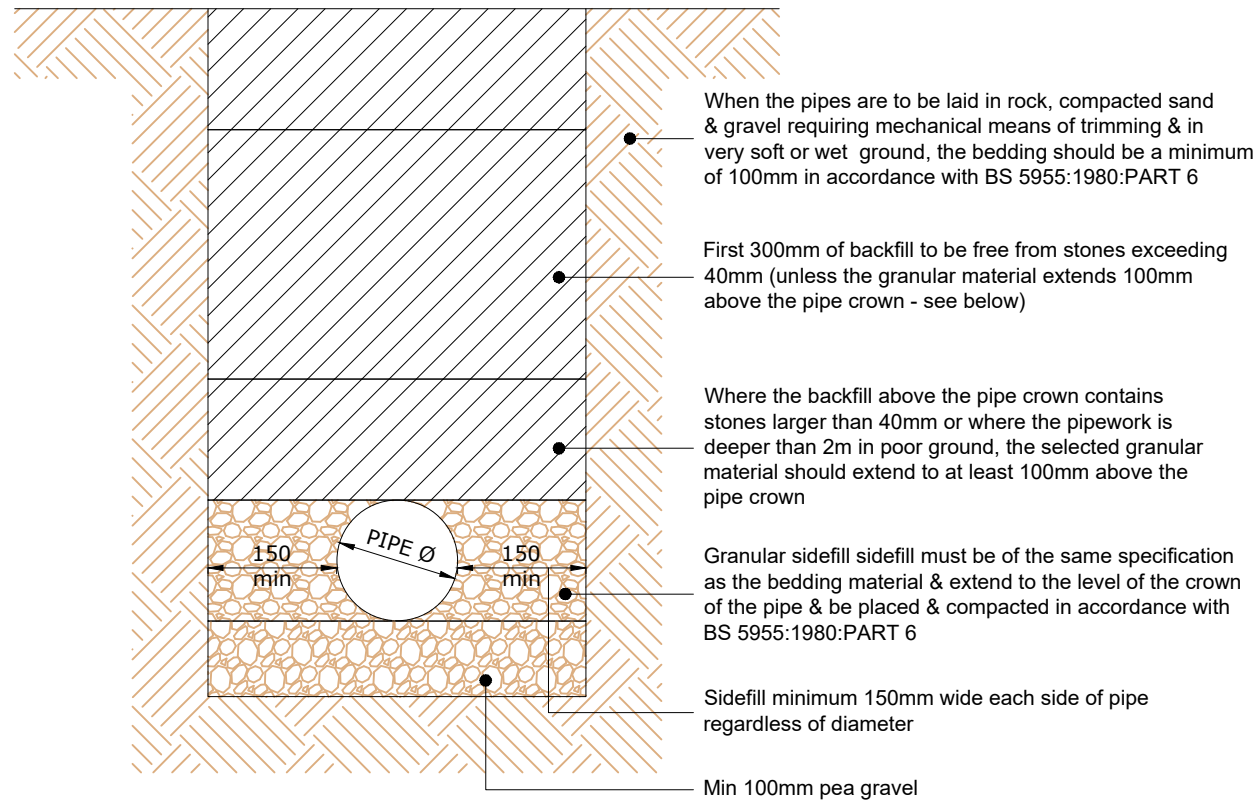 When the pipes are to be laid in rock, compacted sand
& gravel requiring mechanical means of trimming & in
very soft or wet ground, the bedding should be a minimum
of 100mm in accordance with BS 5955:1980:PART 6
First 300mm of backfill to be free from stones exceeding
40mm (unless the granular material extends 100mm
above the pipe crown - see below)
Where the backfill above the pipe crown contains
stones larger than 40mm or where the pipework is
deeper than 2m in poor ground, the selected granular
material should extend to at least 100mm above the
pipe crown
150
min
PIPE Ø
150
min
Granular sidefill sidefill must be of the same specification
as the bedding material & extend to the level of the crown
of the pipe & be placed & compacted in accordance with
BS 5955:1980:PART 6
Sidefill minimum 150mm wide each side of pipe
regardless of diameter
Min 100mm pea gravel